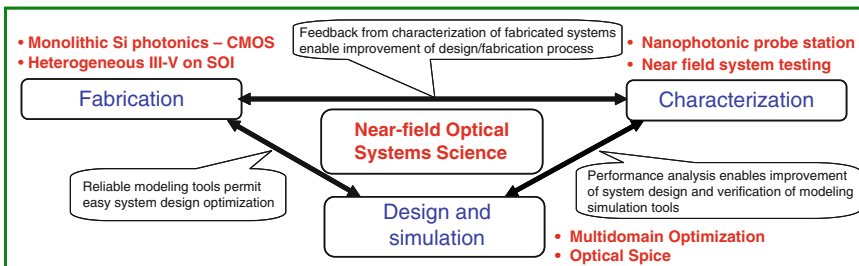 • Monolithic Si photonics – CMOS
• Heterogeneous III-V on SOI
Feedback from characterization of fabricated systems
enable improvement of design/fabrication process
• Nanophotonic probe station
• Near field system testing
Fabrication
Characterization
Near-field Optical
Systems Science
Reliable modeling tools permit
easy system design optimization
Performance analysis enables improvement
of system design and verification of modeling
simulation tools
Design and
simulation
• Multidomain Optimization
• Optical Spice